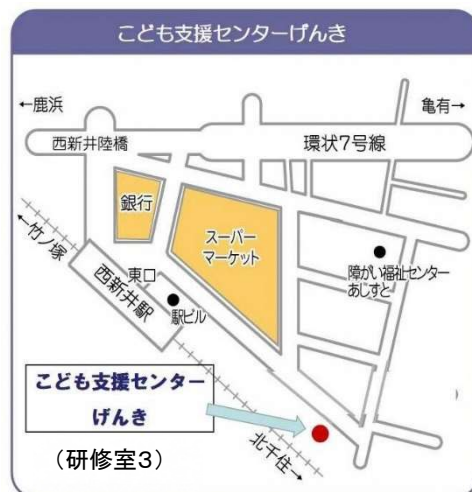 こども支援センターげんき
←鹿浜
亀有→
西新井陸橋
環状7号線
銀行
スーパー
マーケット
←竹ノ塚
東口
西新井駅
駅ビル
障がい福祉センター
あしすと
こども支援センター
げんき
(研修室3)
北千住→
)